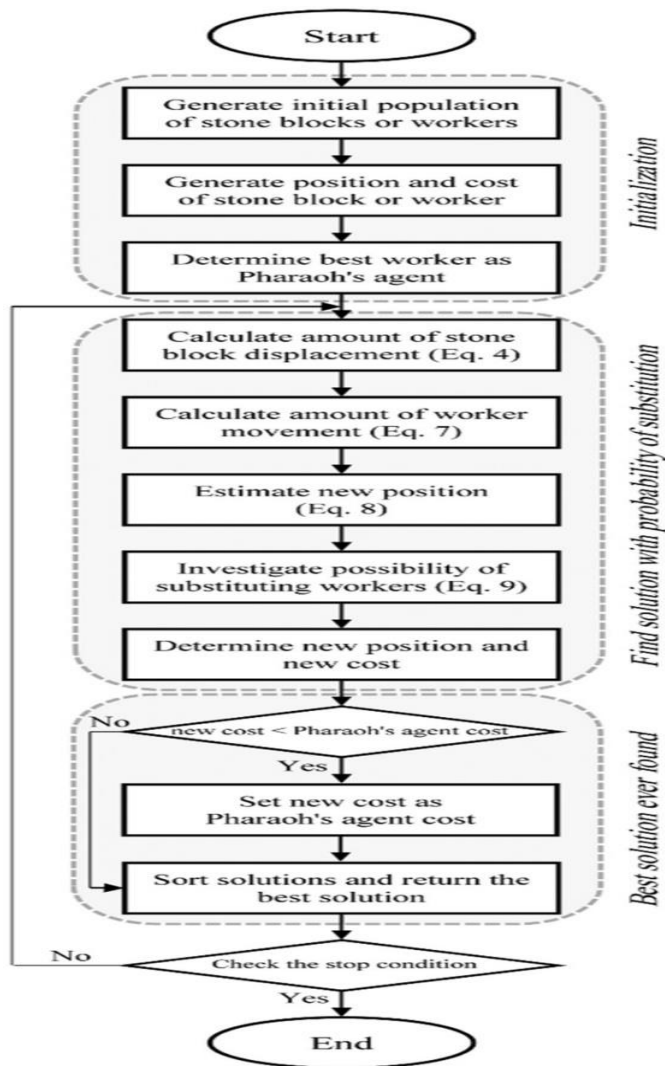 Start
Generate initial population
of stone blocks or workers
Generate position and cost
of stone block or worker
Determine best worker as
Pharaoh's agent
Initialization
Calculate amount of stone
block displacement (Eq. 4)
Calculate amount of worker
movement (Eq. 7)
Estimate new position
(Eq. 8)
Investigate possibility of
substituting workers (Eq. 9)
Determine new position and
new cost
Find solution with probability of substitution
No
new cost < Pharaoh's agent cost
Yes
Set new cost as
Pharaoh's agent cost
Sort solutions and return the
best solution
Best solution ever found
No
Check the stop condition
Yes
End